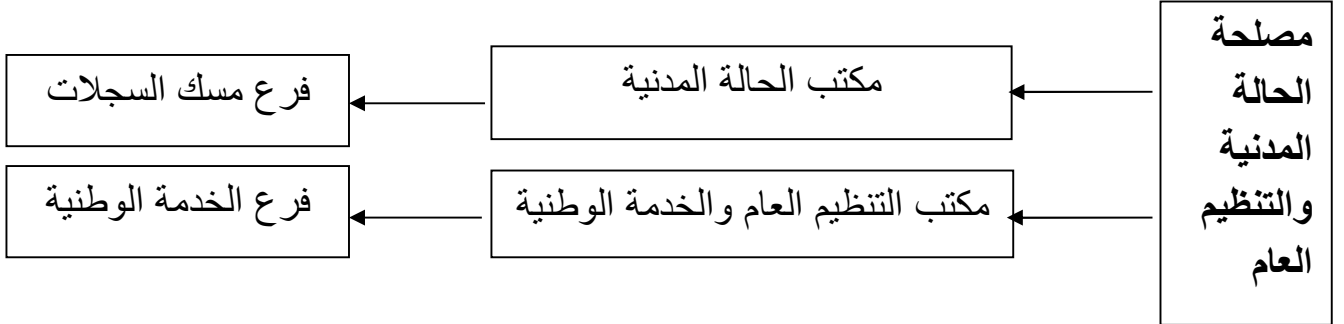 مصلحة
الحالة
المدنية
والتنظيم
العام
مكتب الحالة المدنية
فرع مسك السجلات
مكتب التنظيم العام والخدمة الوطنية
فرع الخدمة الوطنية